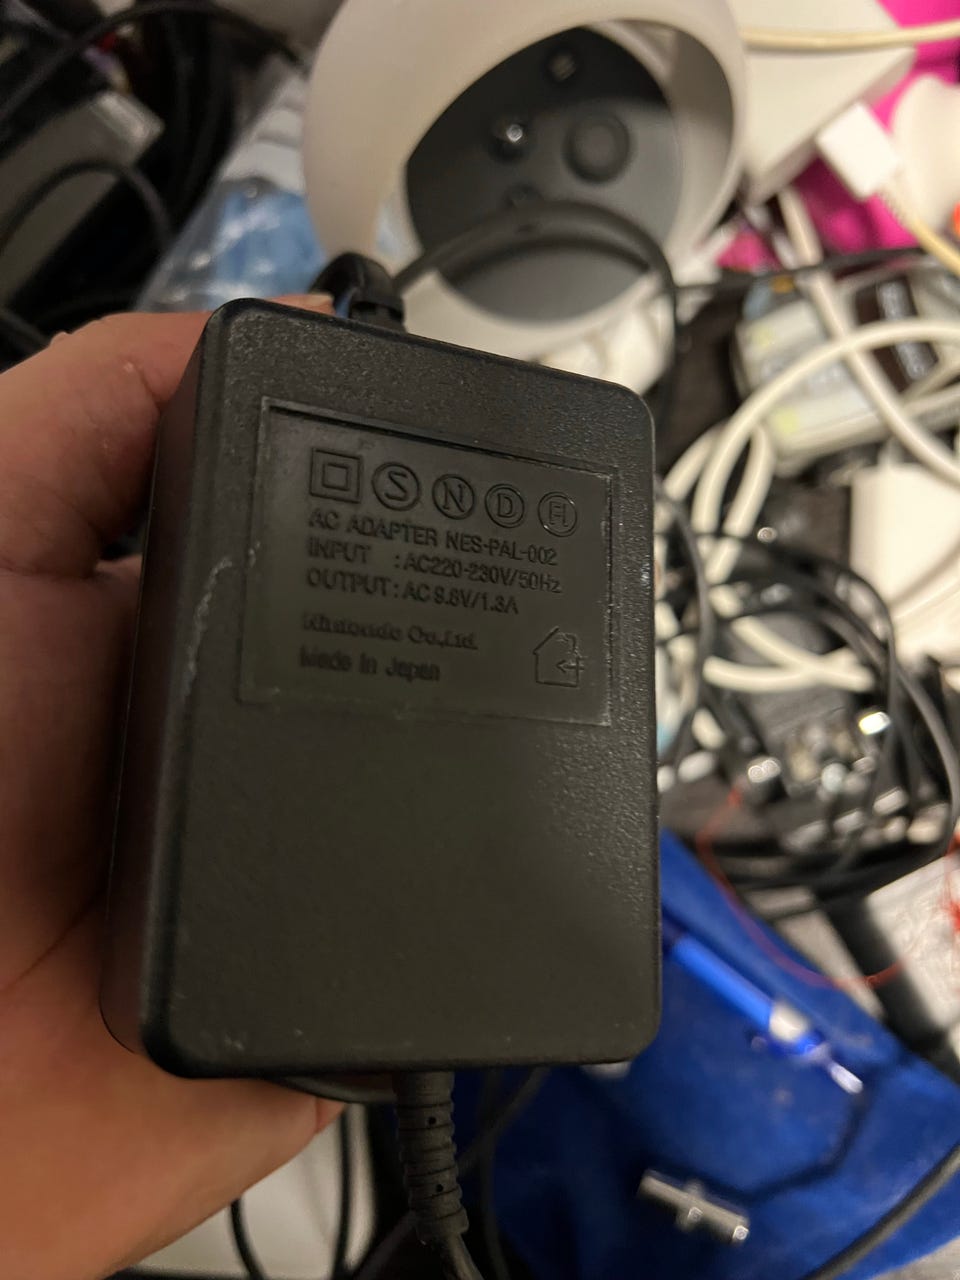 S N D FI
AC ADAPTER NES-PAL-002
INPUT : AC220-230V/50Hz
OUTPUT : AC 9.8V/1.3A
Nintendo Co.,Ltd.
Made in Japan